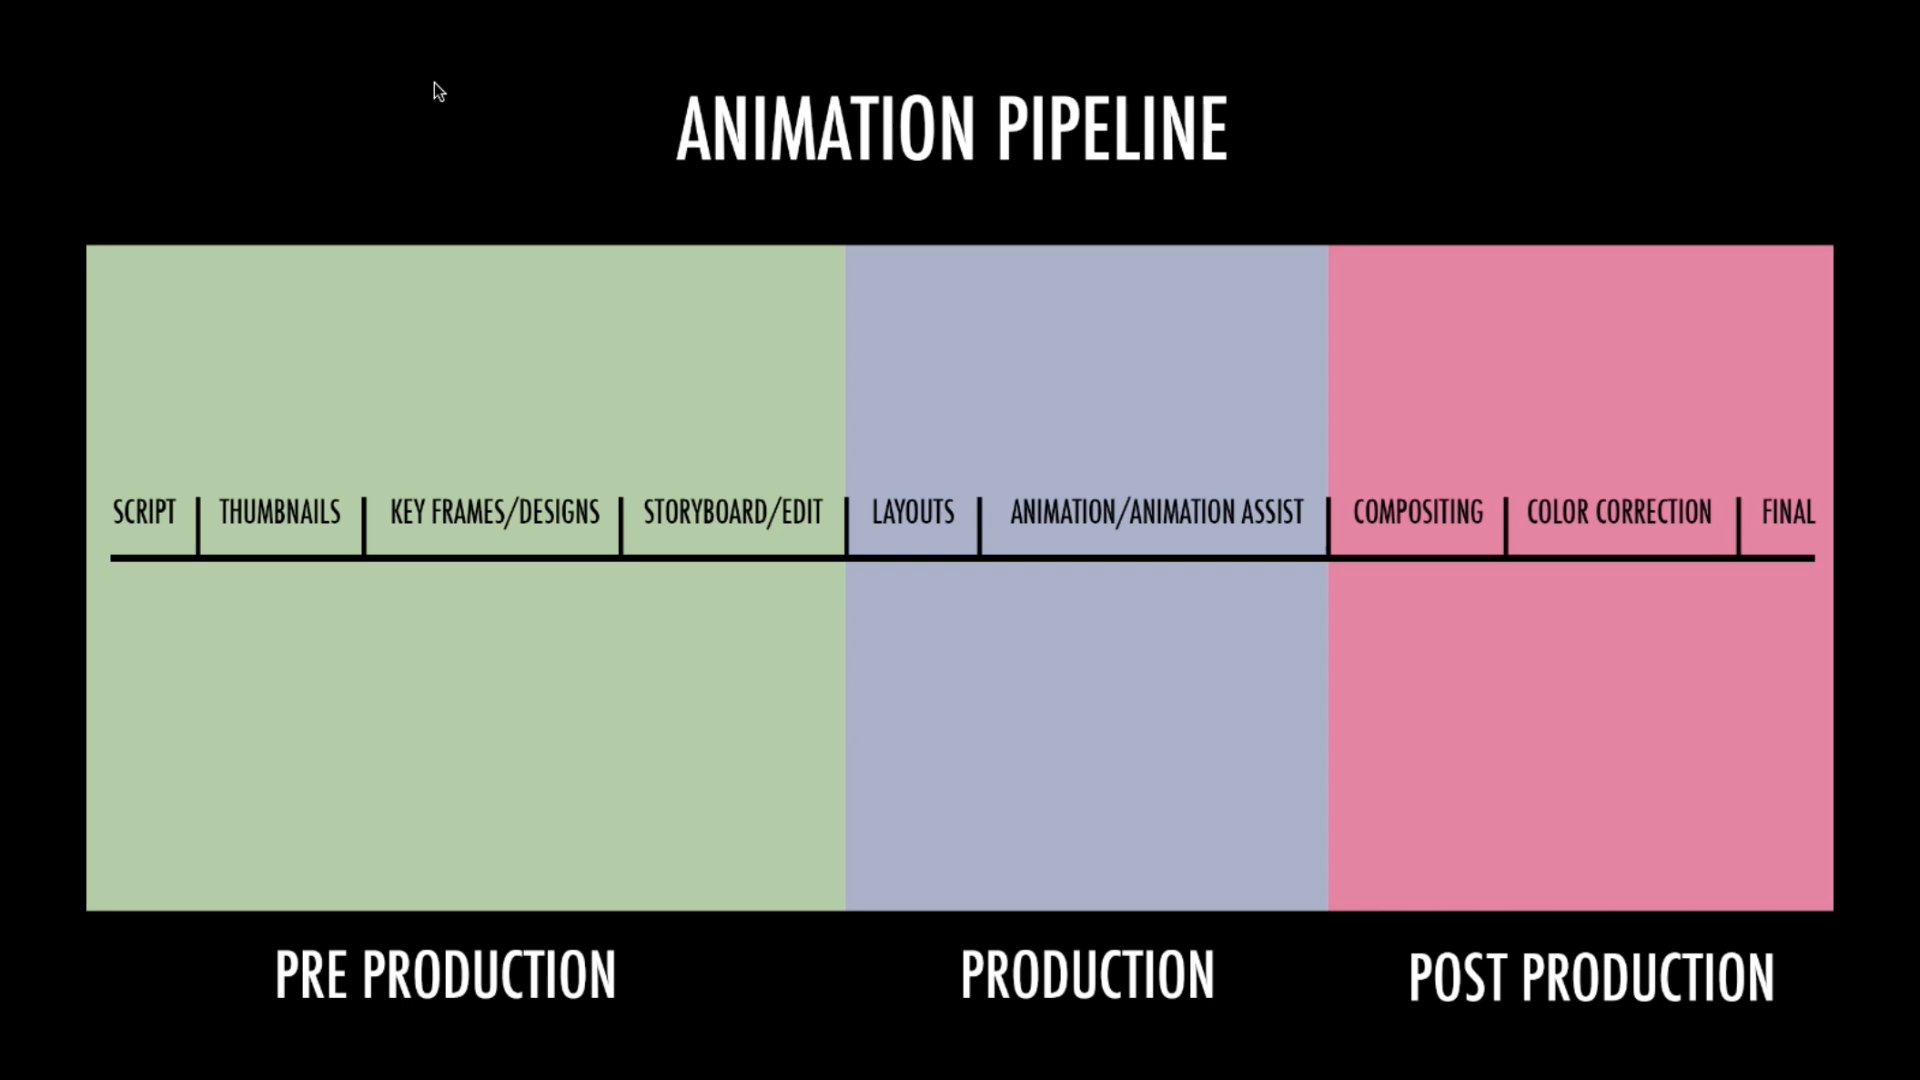 ANIMATION PIPELINE
SCRIPT THUMBNAILS KEY FRAMES/DESIGNS STORYBOARD/EDIT LAYOUTS ANIMATION/ANIMATION ASSIST COMPOSITING COLOR CORRECTION FINAL
PRE PRODUCTION PRODUCTION POST PRODUCTION